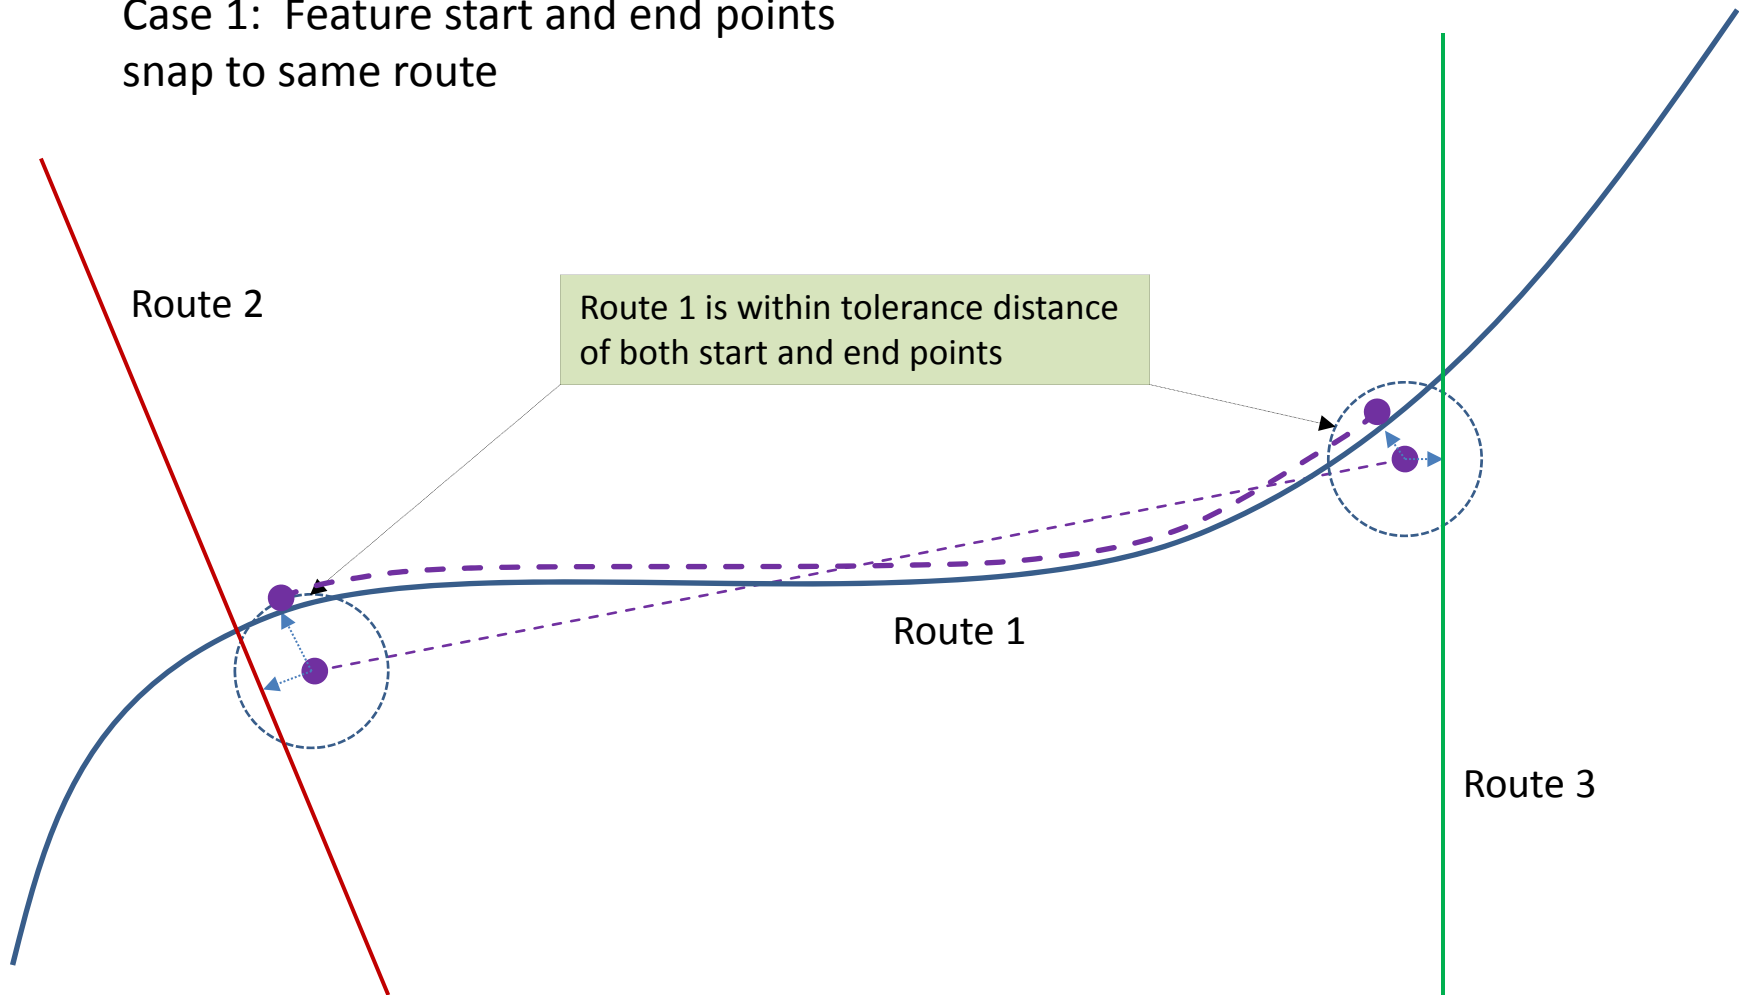 Case 1: Feature start and end points
snap to same route
Route 2
Route 1 is within tolerance distance
of both start and end points
Route 1
Route 3